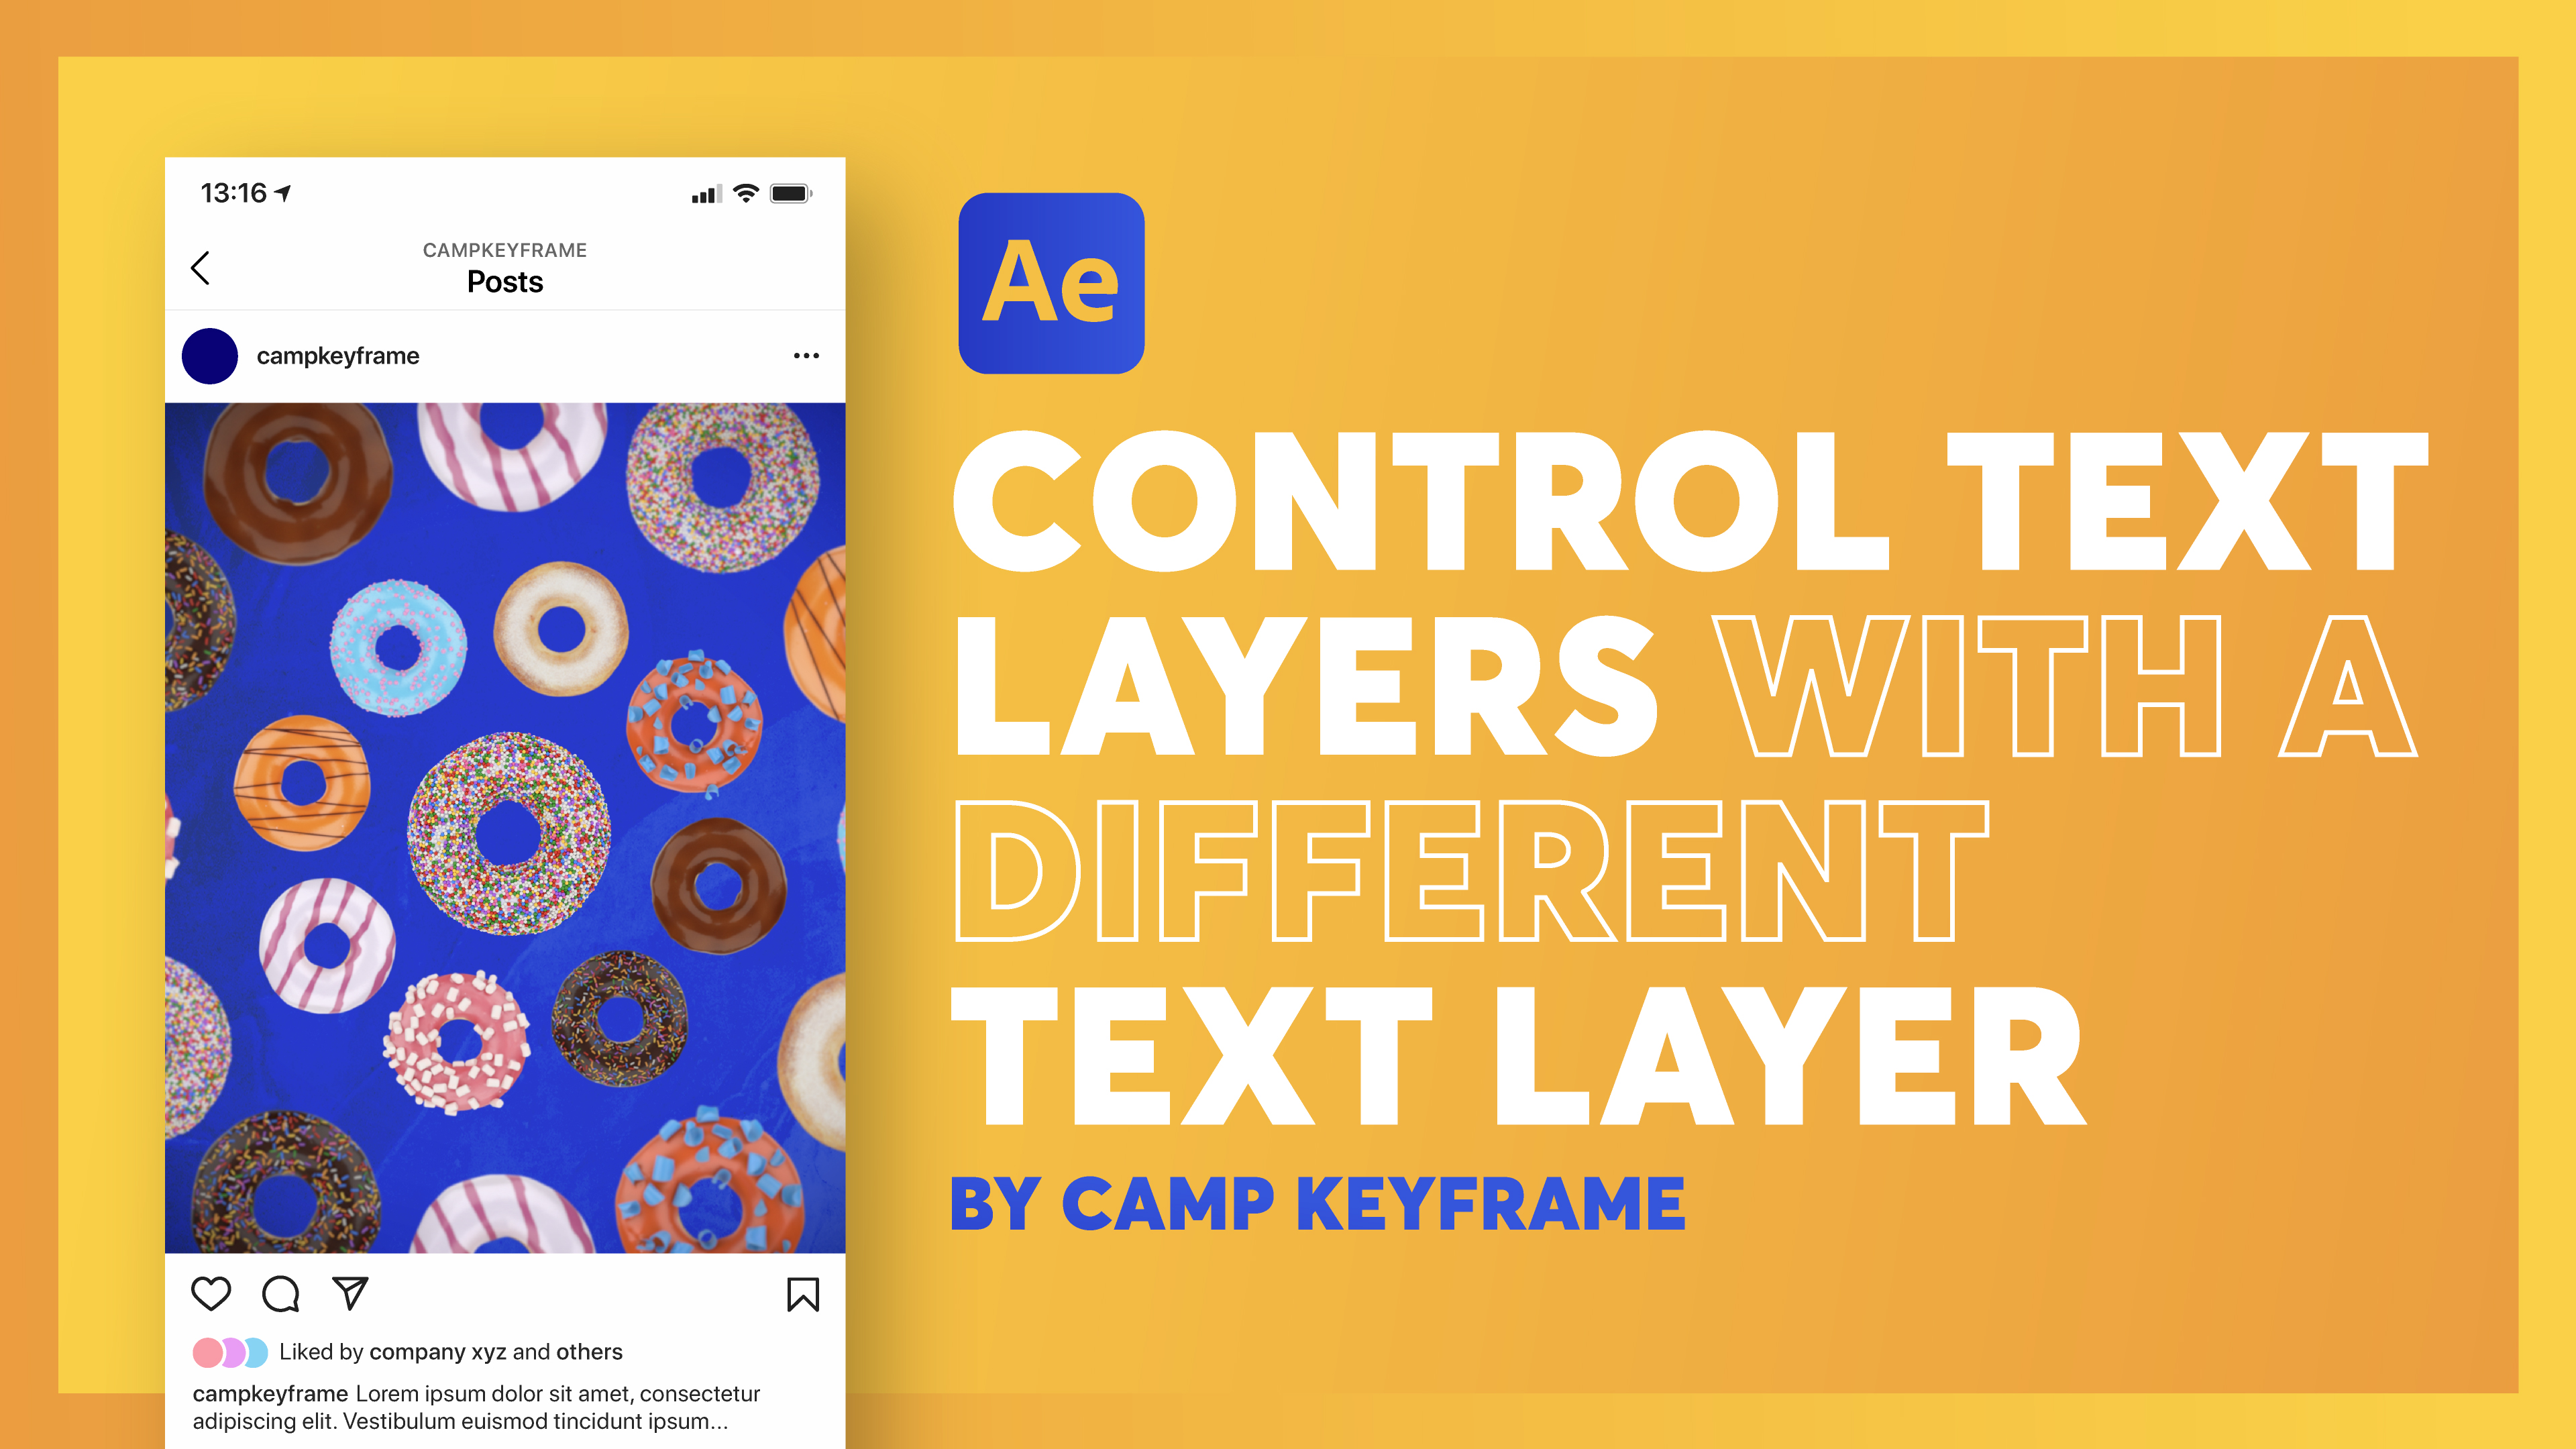 13:16
CAMPKEYFRAME
Posts
campkeyframe
Liked by company xyz and others
campkeyframe Lorem ipsum dolor sit amet, consectetur
adipiscing elit. Vestibulum euismod tincidunt ipsum...
Ae
CONTROL TEXT
LAYERS WITH A
DIFFERENT
TEXT LAYER
BY CAMP KEYFRAME